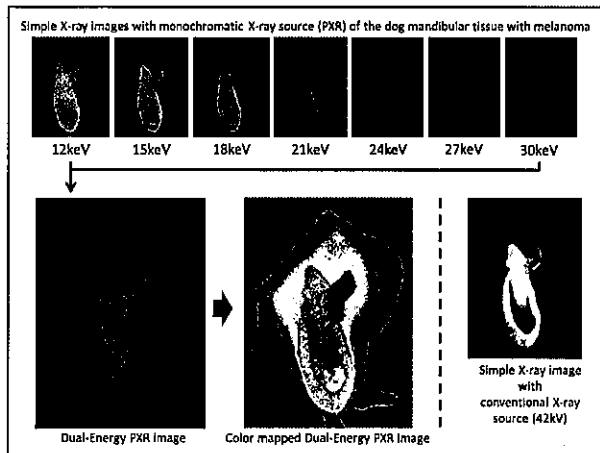 Simple X-ray images with monochromatic X-ray source (PXR) of the dog mandibular tissue with melanoma
12keV 15keV 18keV 21keV 24keV 27keV 30keV
Dual-Energy PXR Image
Color mapped Dual-Energy PXR Image
Simple X-ray image
with
conventional X-ray
source (42kV)